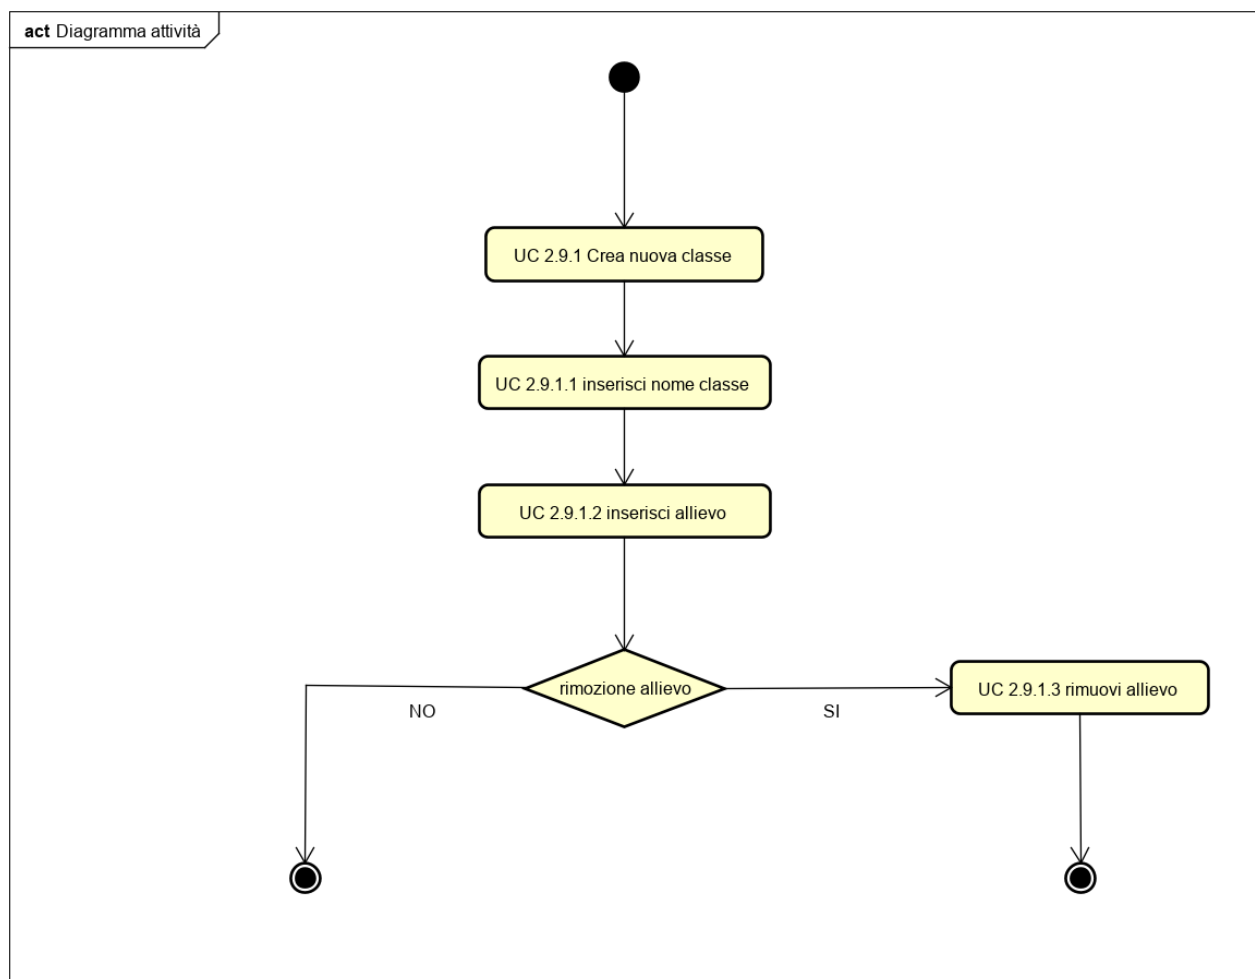 act Diagramma attività
UC 2.9.1 Crea nuova classe
UC 2.9.1.1 inserisci nome classe
UC 2.9.1.2 inserisci allievo
rimozione allievo
UC 2.9.1.3 rimuovi allievo
NO
SI